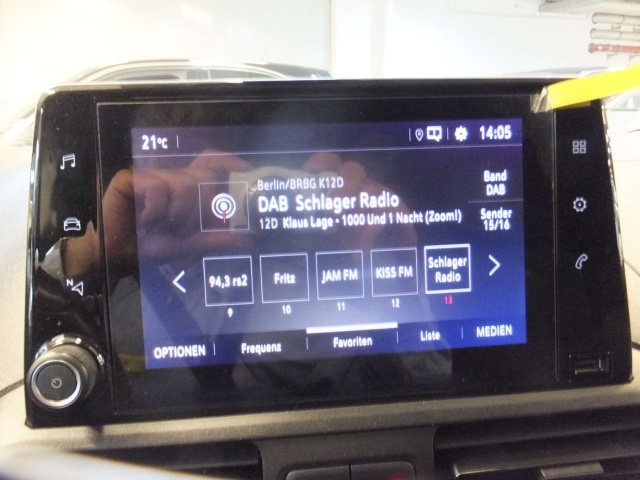 21°C 14:05
Berlin/BRBG K12D
DAB Schlager Radio
12D Klaus Lage • 1000 Und 1 Nacht (Zoom!)
Band
DAB
Sender
15/16
94,3 rs2
9
Fritz
10
JAM FM
11
KISS FM
12
Schlager
Radio
13
OPTIONEN Frequenz Favoriten Liste MEDIEN
N